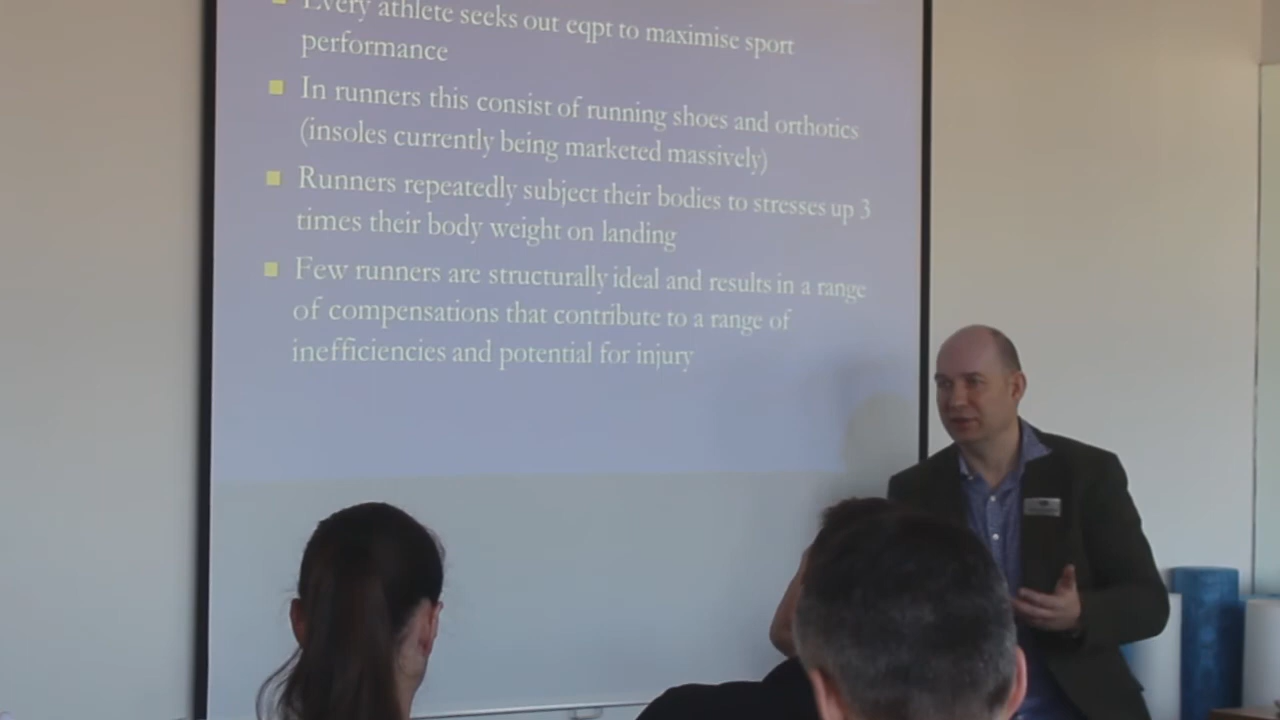 Every athlete seeks out eqpt to maximise sport
performance
In runners this consist of running shoes and orthotics
(insoles currently being marketed massively)
Runners repeatedly subject their bodies to stresses up 3
times their body weight on landing
Few runners are structurally ideal and results in a range
of compensations that contribute to a range of
inefficiencies and potential for injury